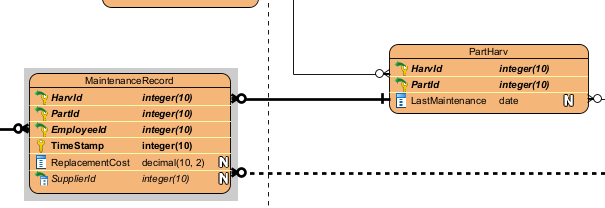 PartHarv
HarvId integer(10)
PartId integer(10)
LastMaintenance date N
MaintenanceRecord
HarvId integer(10)
PartId integer(10)
EmployeeId integer(10)
TimeStamp integer(10)
ReplacementCost decimal(10, 2) N
SupplierId integer(10) N